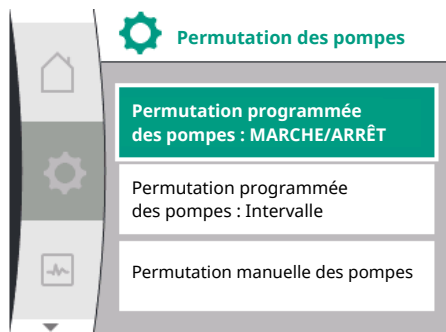 Permutation des pompes
Permutation programmée
des pompes : MARCHE/ARRÊT
Permutation programmée
des pompes : Intervalle
Permutation manuelle des pompes